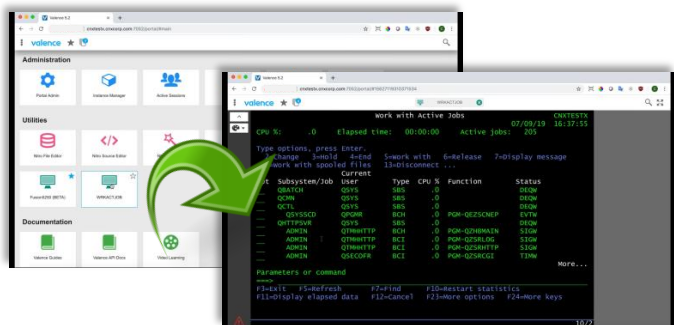 Valence 5.2
cnxtestx.cnxcorp.com:7052/portal/#main
valence
Administration
Portal Admin
Instance Manager
Active Sessions
Utilities
Nitro File Editor
Nitro Source Editor
Fusion5250 (BETA)
WRKACTJOB
Documentation
Valence Guides
Valence API Docs
Video Learning
Valence 5.2
valence
WRKACTJOB
Work with Active Jobs CNXTESTX
07/09/19 16:37:55
CPU %: .0 Elapsed time: 00:00:00 Active jobs: 205
Type options, press Enter.
2=Change 3=Hold 4=End 5=Work with 6=Release 7=Display message
8=Work with spooled files 13=Disconnect ...
Current
Opt Subsystem/Job User Type CPU % Function Status
QBATCH QSYS SBS .0 DEQW
QCMN QSYS SBS .0 DEQW
QCTL QSYS SBS .0 DEQW
QSYSSCD QPGMR BCH .0 PGM-QEZSCNEP EVTW
QHTTPSVR QSYS SBS .0 DEQW
ADMIN QTMHHTTP BCH .0 PGM-QZHBMAIN SIGW
ADMIN QTMHHTTP BCI .0 PGM-QZSRLOG SIGW
ADMIN QTMHHTTP BCI .0 PGM-QZSRHTTP SIGW
ADMIN QSECOFR BCI .0 PGM-QZSRCGI TIMW
More...
Parameters or command
===>
F3=Exit F5=Refresh F7=Find F10=Restart statistics
F11=Display elapsed data F12=Cancel F23=More options F24=More keys
10/2